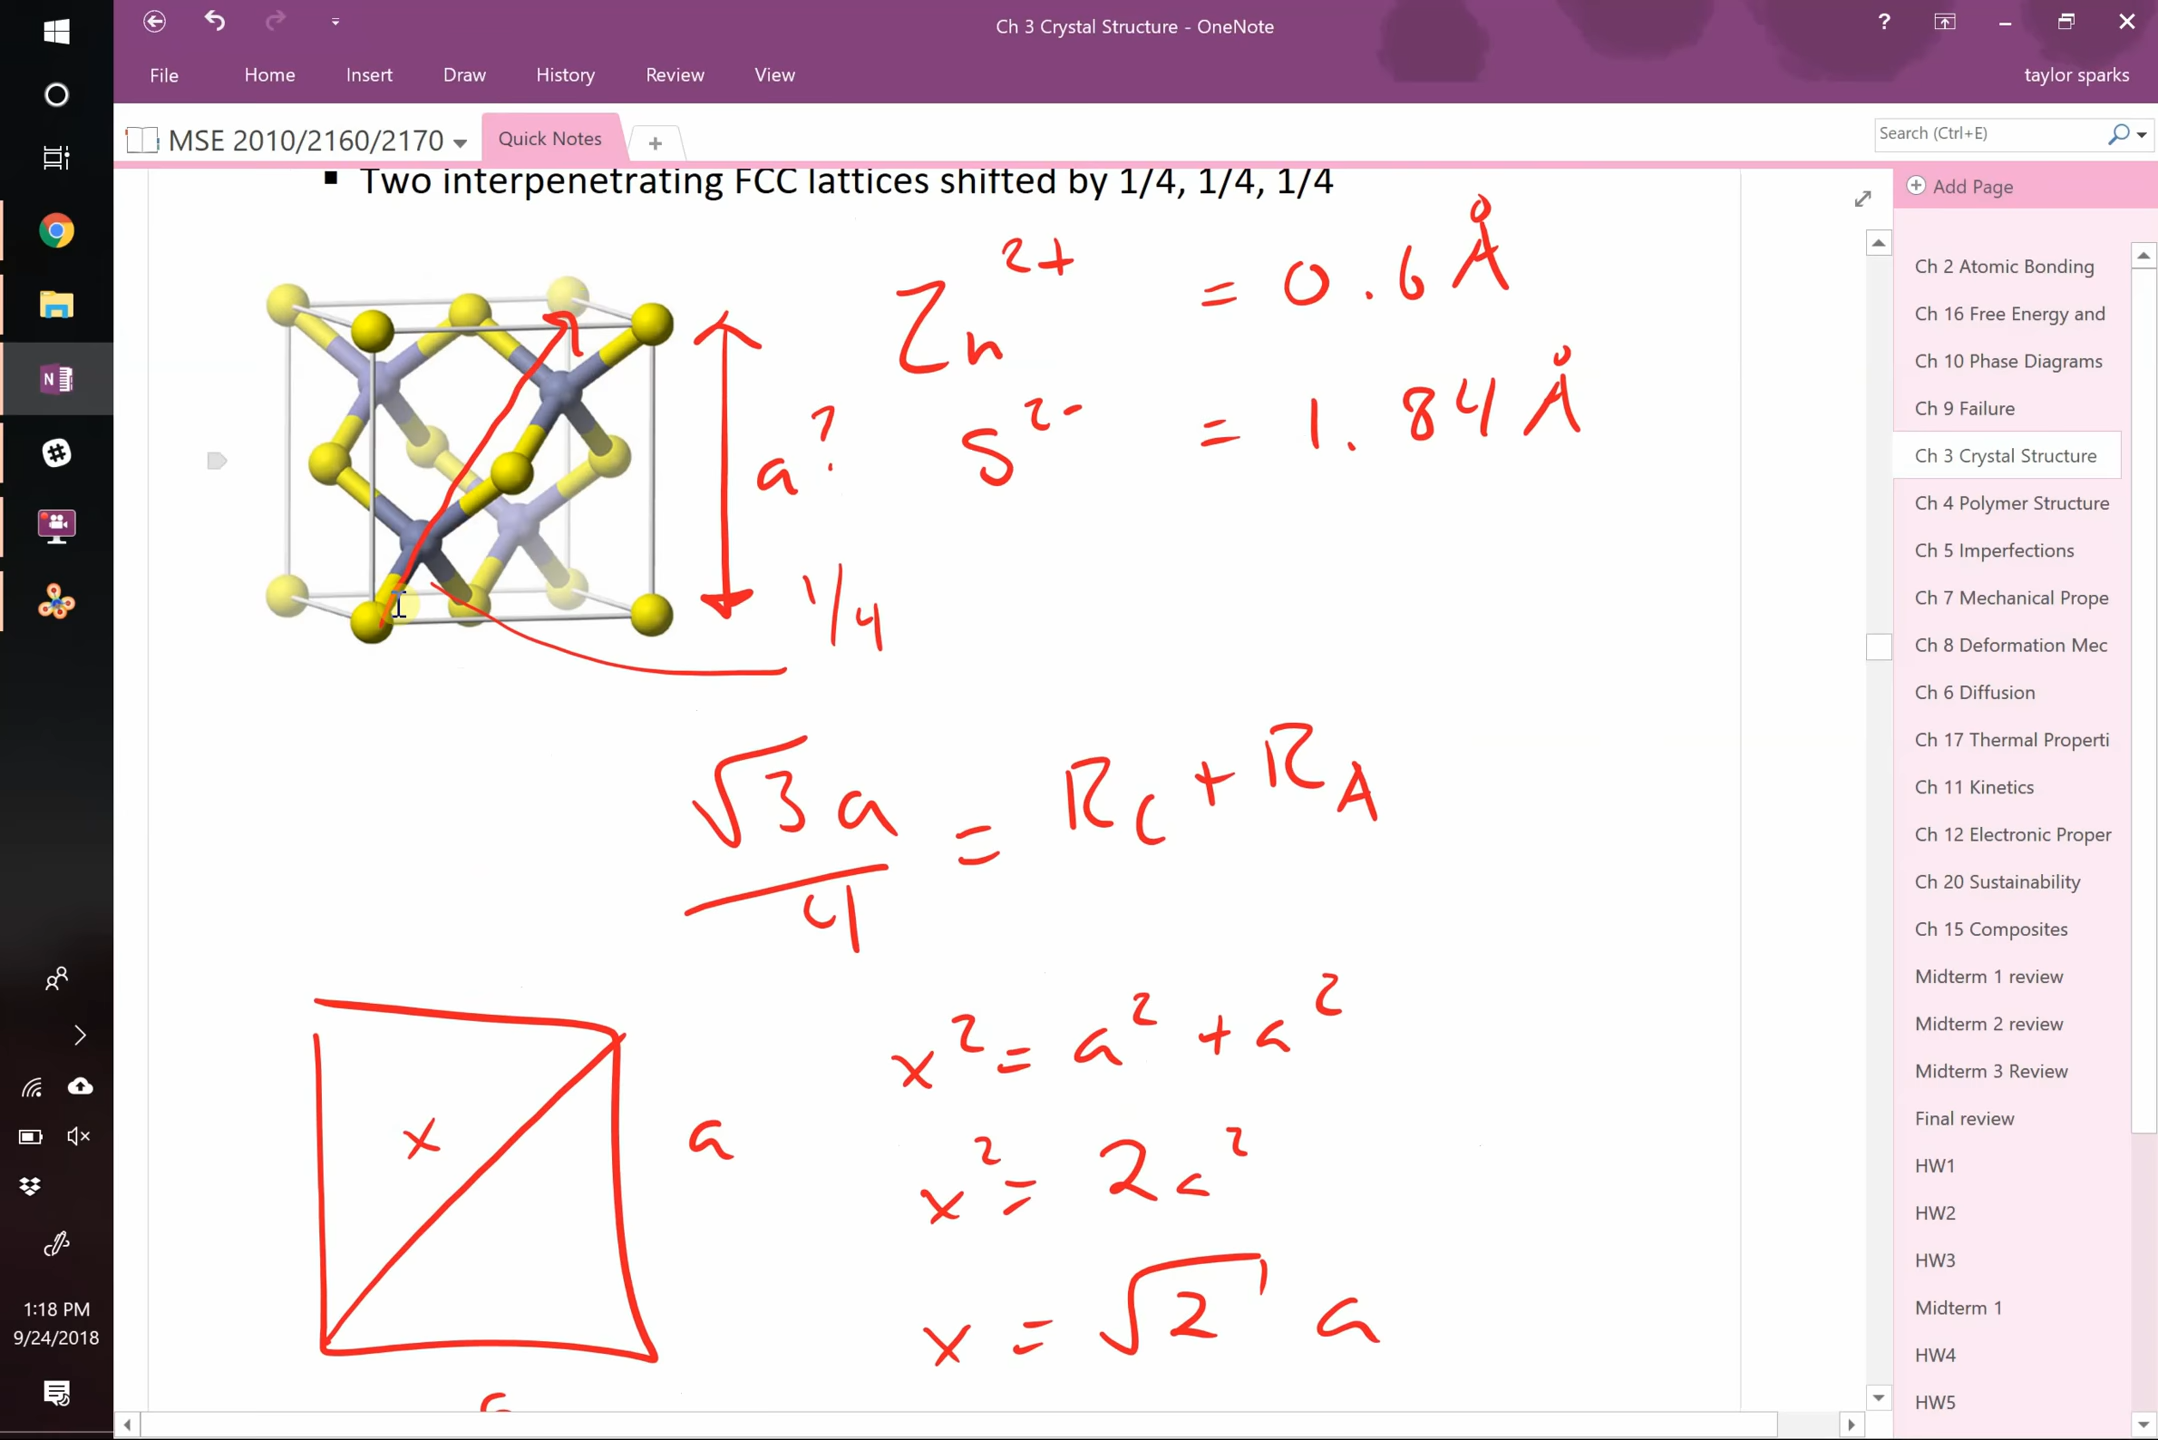 Ch 3 Crystal Structure - OneNote
?
File Home Insert Draw History Review View
taylor sparks
MSE 2010/2160/2170
Quick Notes
+
Search (Ctrl+E)
Two interpenetrating FCC lattices shifted by 1/4, 1/4, 1/4
Zn²⁺ = 0.6 Å
S²⁻ = 1.84 Å
a?
1/4
√3 a / 4 = R_C + R_A
x² = a² + a²
x
a
x² = 2a²
x = √2 a
Add Page
Ch 2 Atomic Bonding
Ch 16 Free Energy and
Ch 10 Phase Diagrams
Ch 9 Failure
Ch 3 Crystal Structure
Ch 4 Polymer Structure
Ch 5 Imperfections
Ch 7 Mechanical Prope
Ch 8 Deformation Mec
Ch 6 Diffusion
Ch 17 Thermal Properti
Ch 11 Kinetics
Ch 12 Electronic Proper
Ch 20 Sustainability
Ch 15 Composites
Midterm 1 review
Midterm 2 review
Midterm 3 Review
Final review
HW1
HW2
HW3
Midterm 1
HW4
HW5
N
1:18 PM
9/24/2018